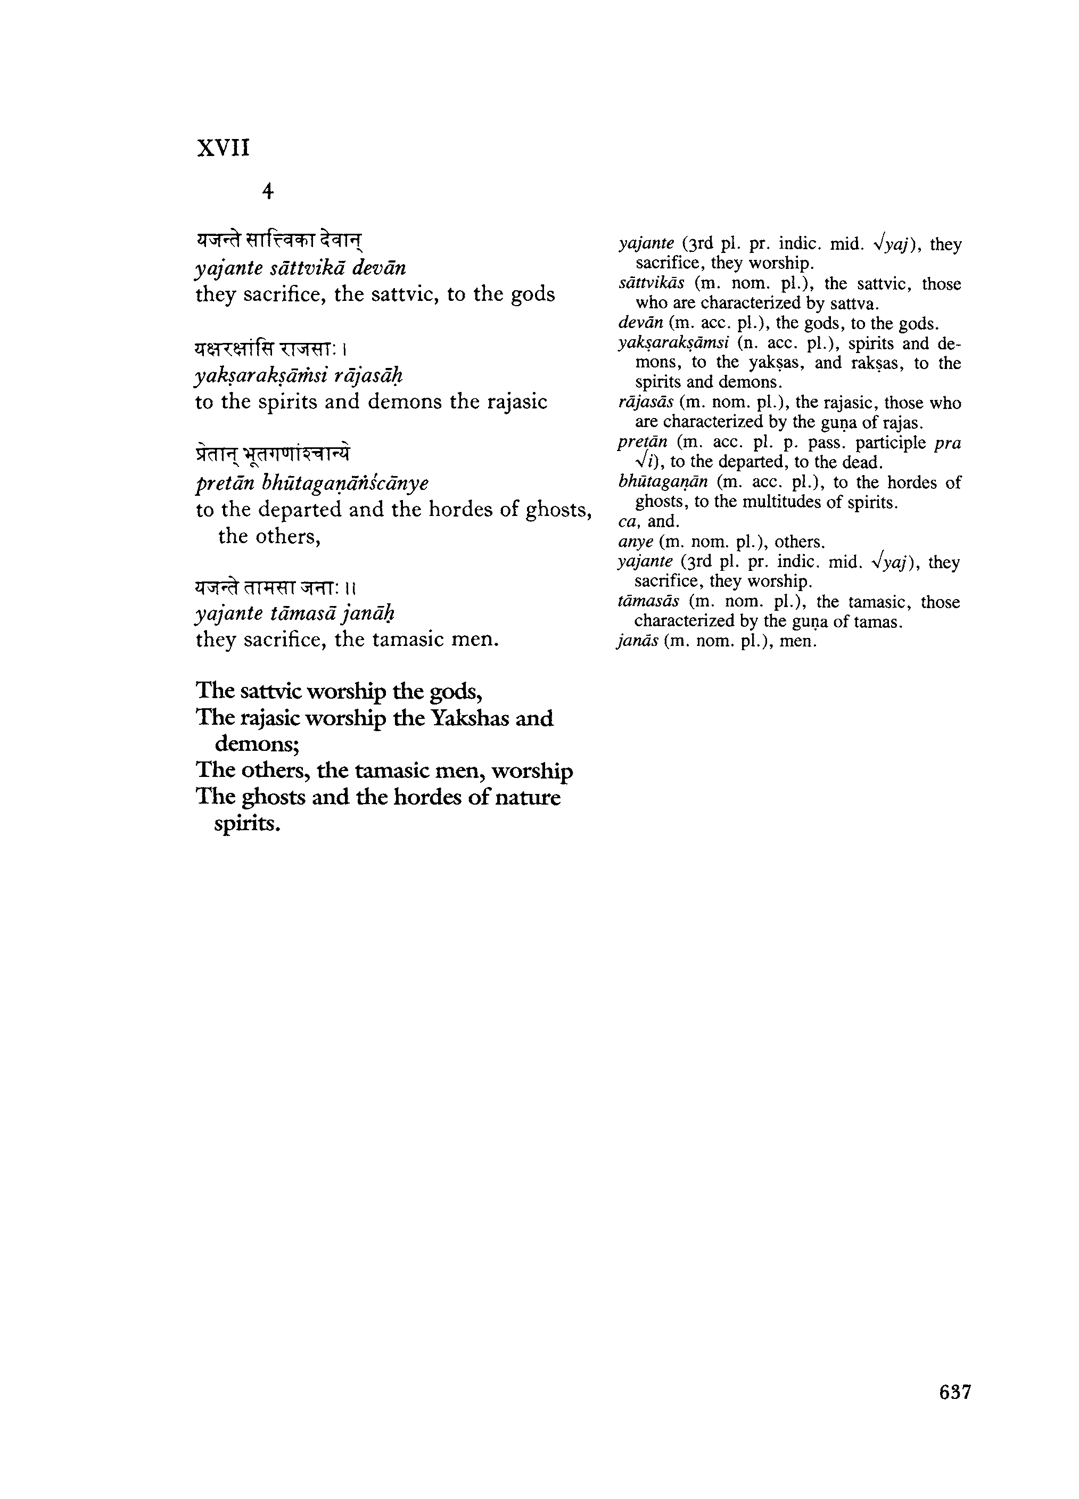 XVII
4
यजन्ते सात्त्विका देवान्
yajante sāttvikā devān
they sacrifice, the sattvic, to the gods
यक्षरक्षांसि राजसाः ।
yakṣarakṣāṁsi rājasāḥ
to the spirits and demons the rajasic
प्रेतान् भूतगणांश्चान्ये
pretān bhūtagaṇāṅścānye
to the departed and the hordes of ghosts,
the others,
यजन्ते तामसा जनाः ।।
yajante tāmasā janāḥ
they sacrifice, the tamasic men.
The sattvic worship the gods,
The rajasic worship the Yakshas and
demons;
The others, the tamasic men, worship
The ghosts and the hordes of nature
spirits.
yajante (3rd pl. pr. indic. mid. √yaj), they
sacrifice, they worship.
sāttvikās (m. nom. pl.), the sattvic, those
who are characterized by sattva.
devān (m. acc. pl.), the gods, to the gods.
yakṣarakṣāmsi (n. acc. pl.), spirits and de-
mons, to the yakṣas, and rakṣas, to the
spirits and demons.
rājasās (m. nom. pl.), the rajasic, those who
are characterized by the guṇa of rajas.
pretān (m. acc. pl. p. pass. participle pra
√i), to the departed, to the dead.
bhūtagaṇān (m. acc. pl.), to the hordes of
ghosts, to the multitudes of spirits.
ca, and.
anye (m. nom. pl.), others.
yajante (3rd pl. pr. indic. mid. √yaj), they
sacrifice, they worship.
tāmasās (m. nom. pl.), the tamasic, those
characterized by the guṇa of tamas.
janās (m. nom. pl.), men.
637